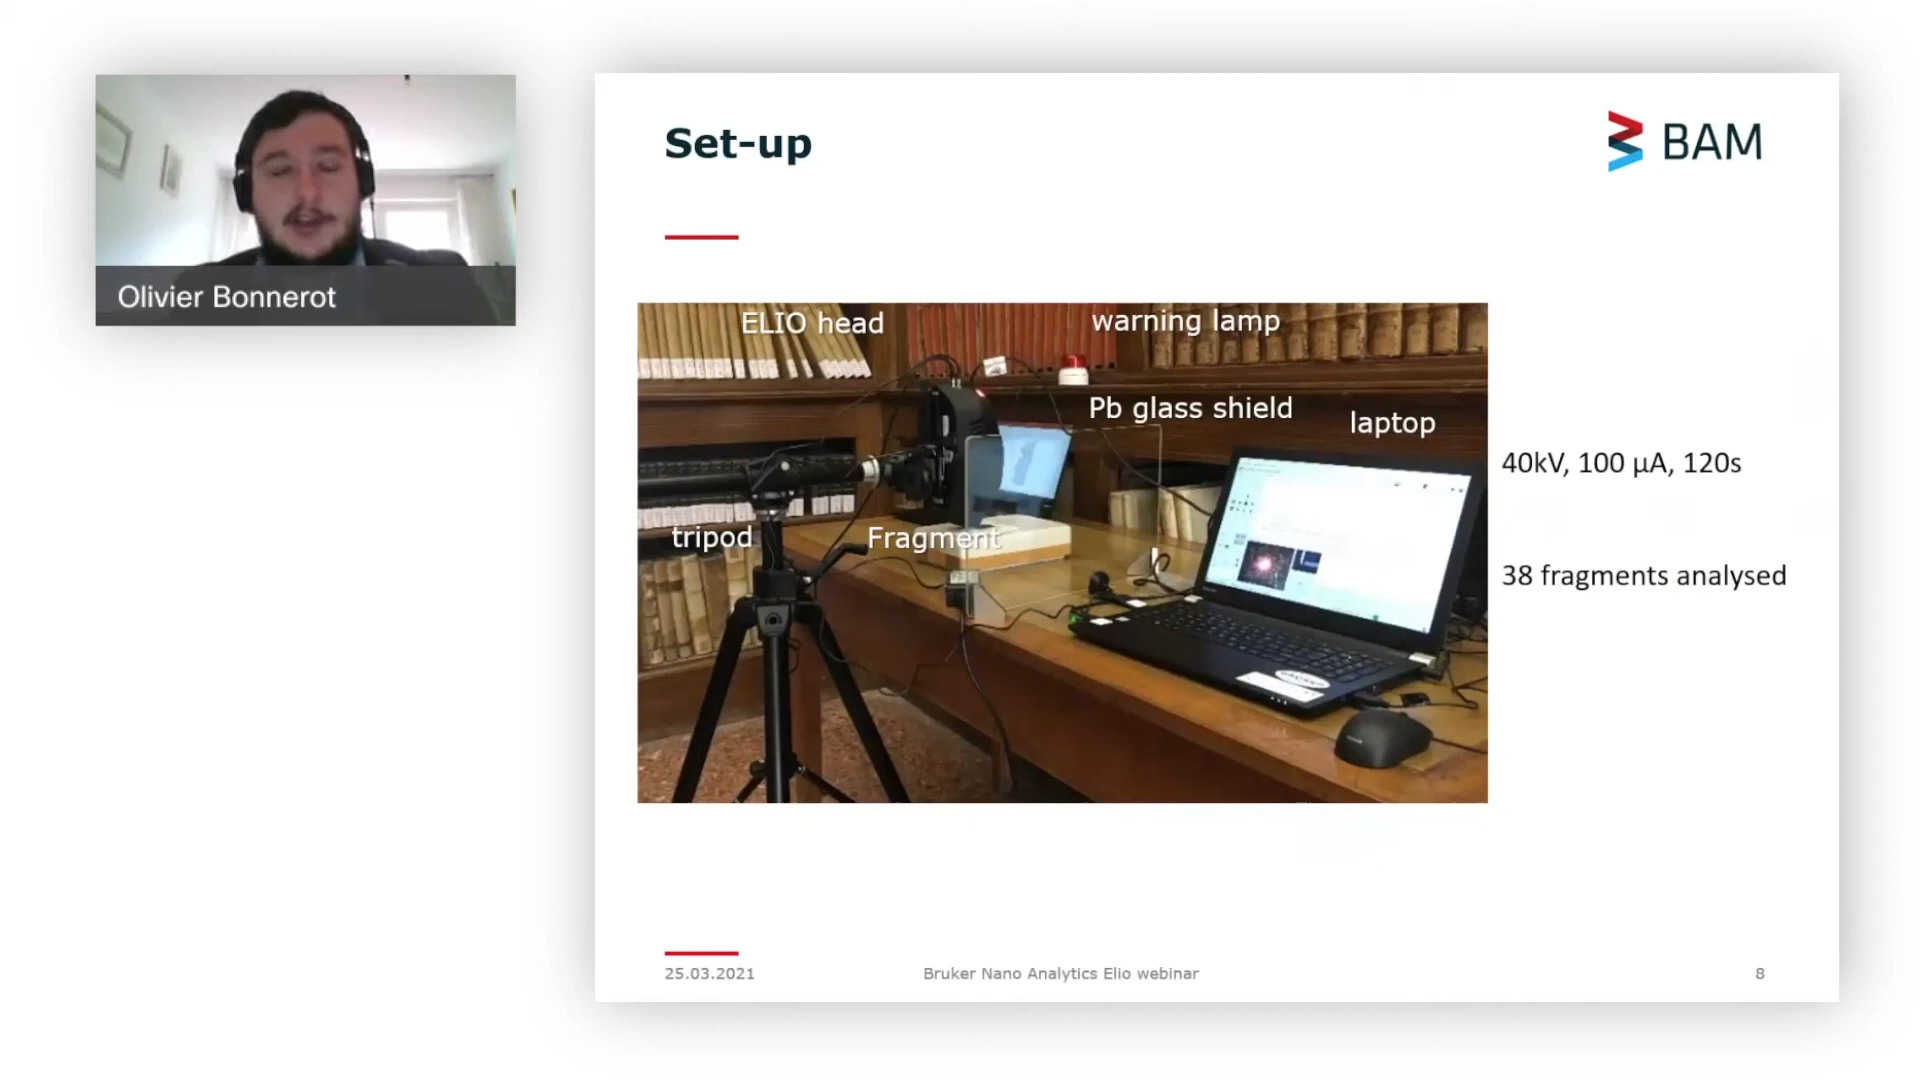 Olivier Bonnerot
Set-up
BAM
ELIO head
warning lamp
Pb glass shield
laptop
tripod
Fragment
40kV, 100 µA, 120s
38 fragments analysed
25.03.2021
Bruker Nano Analytics Elio webinar
8